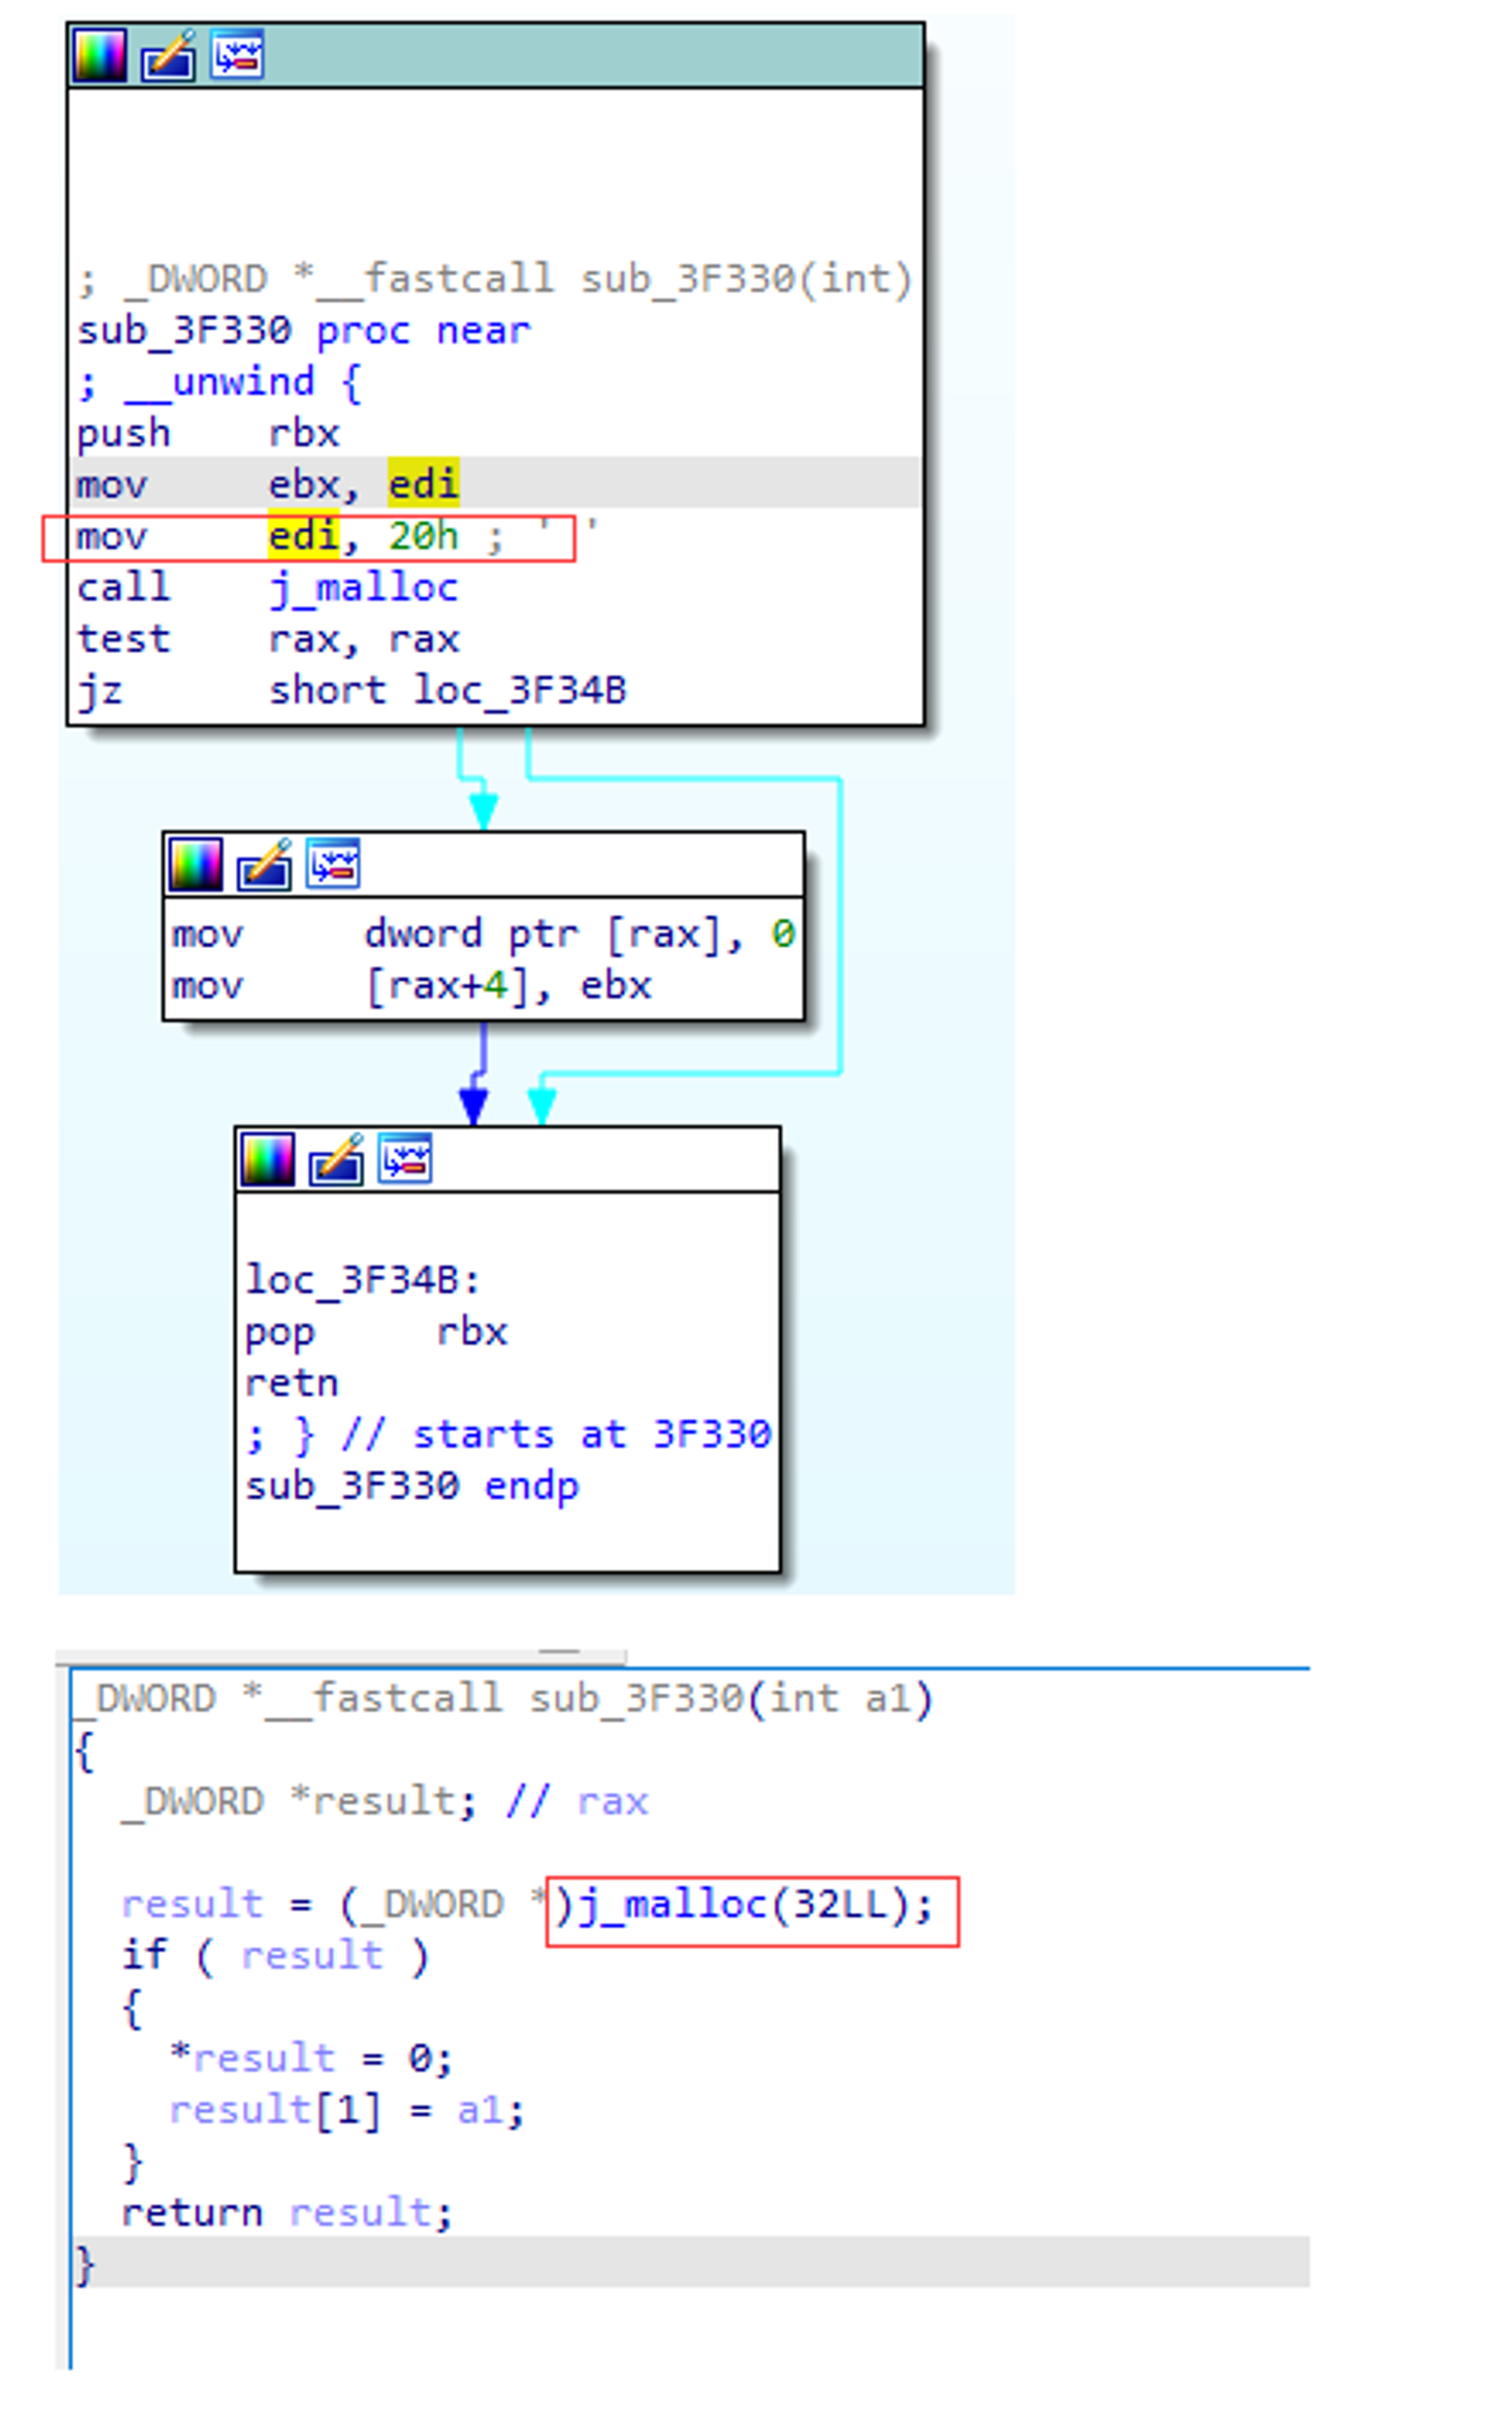 ; _DWORD *__fastcall sub_3F330(int)
sub_3F330 proc near
; __unwind {
push    rbx
mov     ebx, edi
mov     edi, 20h ; ' '
call    j_malloc
test    rax, rax
jz      short loc_3F34B
mov     dword ptr [rax], 0
mov     [rax+4], ebx
loc_3F34B:
pop     rbx
retn
; } // starts at 3F330
sub_3F330 endp
_DWORD *__fastcall sub_3F330(int a1)
{
  _DWORD *result; // rax
  result = (_DWORD *)j_malloc(32LL);
  if ( result )
  {
    *result = 0;
    result[1] = a1;
  }
  return result;
}